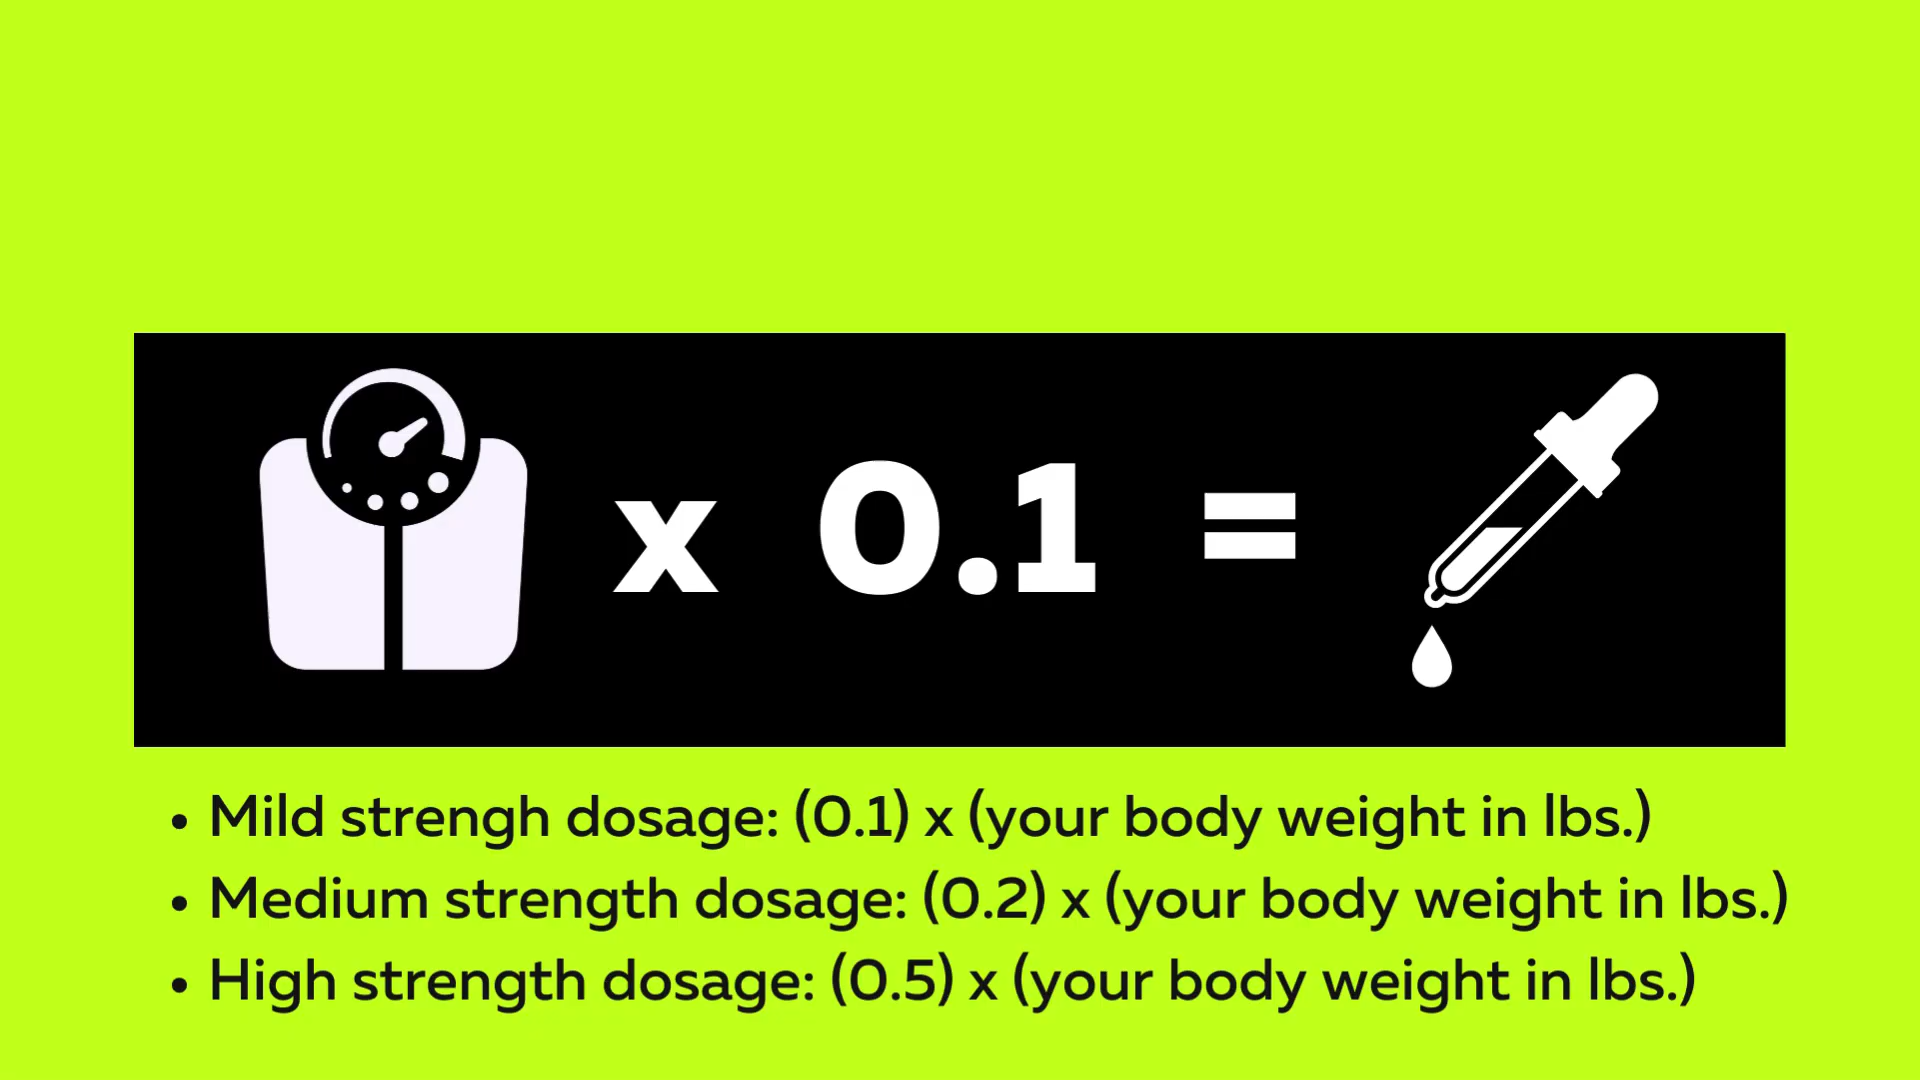 x 0.1 =
• Mild strengh dosage: (0.1) x (your body weight in lbs.)
• Medium strength dosage: (0.2) x (your body weight in lbs.)
• High strength dosage: (0.5) x (your body weight in lbs.)